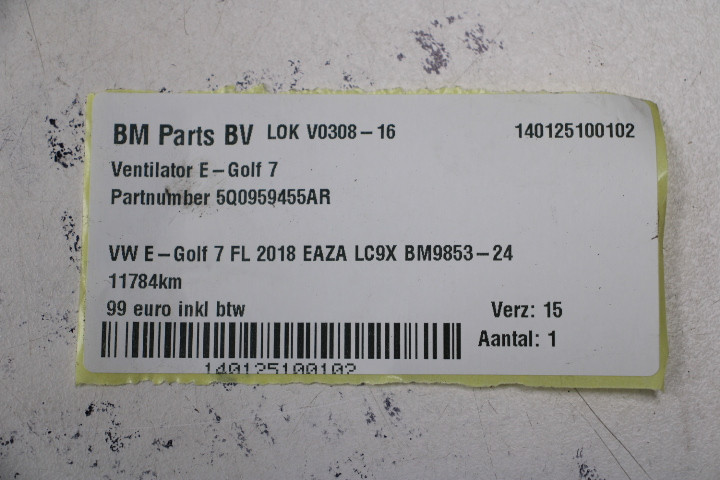 BM Parts BV LOK V0308-16 140125100102
Ventilator E-Golf 7
Partnumber 5Q0959455AR
VW E-Golf 7 FL 2018 EAZA LC9X BM9853-24
11784km
99 euro inkl btw Verz: 15
Aantal: 1
140125100102